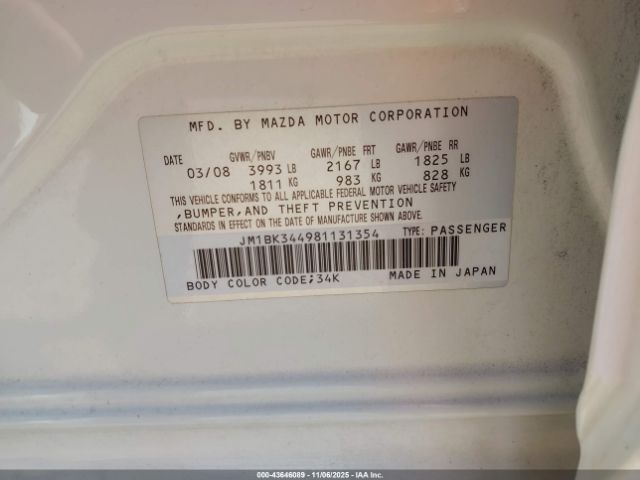 MFD. BY MAZDA MOTOR CORPORATION
DATE GVWR/PNBV GAWR/PNBE FRT GAWR/PNBE RR
03/08 3993 LB 2167 LB 1825 LB
1811 KG 983 KG 828 KG
THIS VEHICLE CONFORMS TO ALL APPLICABLE FEDERAL MOTOR VEHICLE SAFETY
,BUMPER,AND THEFT PREVENTION
STANDARDS IN EFFECT ON THE DATE OF MANUFACTURE SHOWN ABOVE.
JM1BK344981131354 TYPE: PASSENGER
BODY COLOR CODE;34K MADE IN JAPAN
000-43646089 - 11/06/2025 - IAAI, Inc.